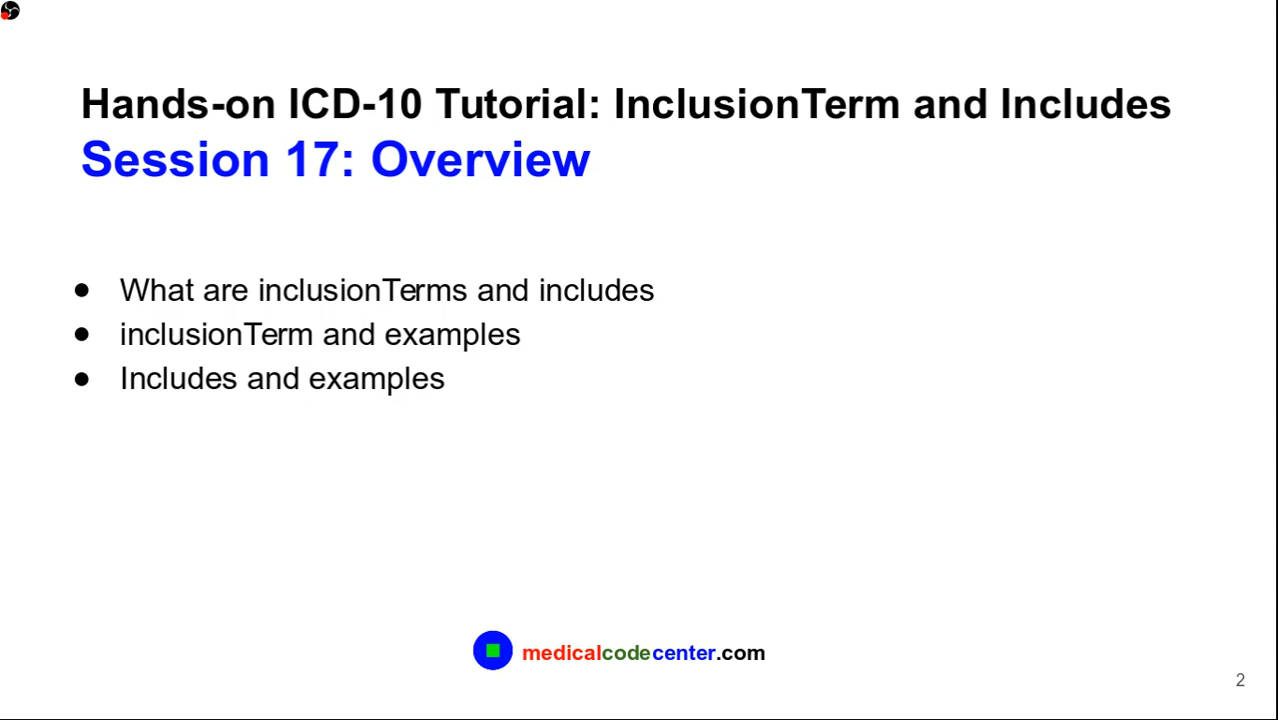 Hands-on ICD-10 Tutorial: InclusionTerm and Includes
Session 17: Overview
● What are inclusionTerms and includes
● inclusionTerm and examples
● Includes and examples
medicalcodecenter.com
2